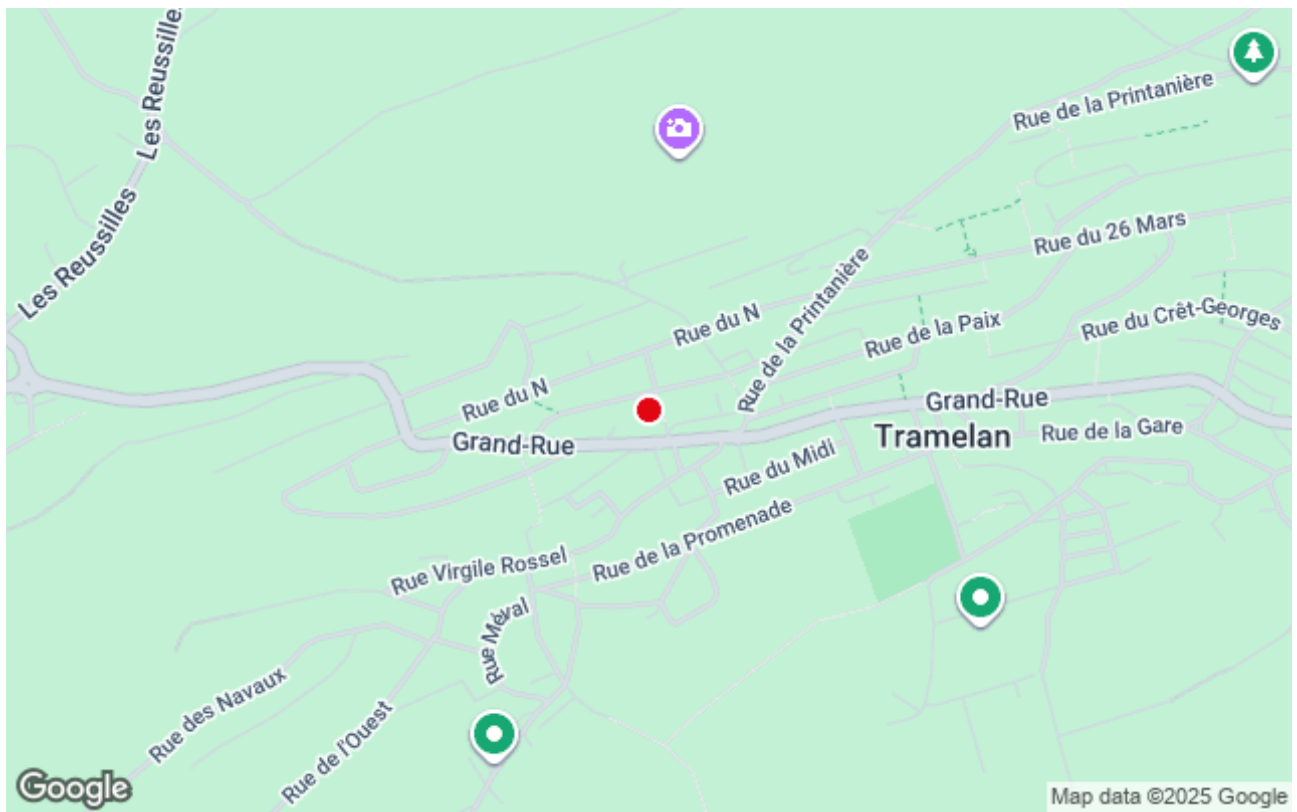 Les Reussilles
Rue de la Printanière
Les Reussilles
Rue du 26 Mars
Rue de la Printanière
Rue du N
Rue de la Paix
Rue du Crêt-Georges
Rue du N
Grand-Rue
Grand-Rue
Tramelan
Rue de la Gare
Rue du Midi
Rue de la Promenade
Rue Virgile Rossel
Rue Méval
Rue des Navaux
Rue de l'Ouest
Google
Map data ©2025 Google